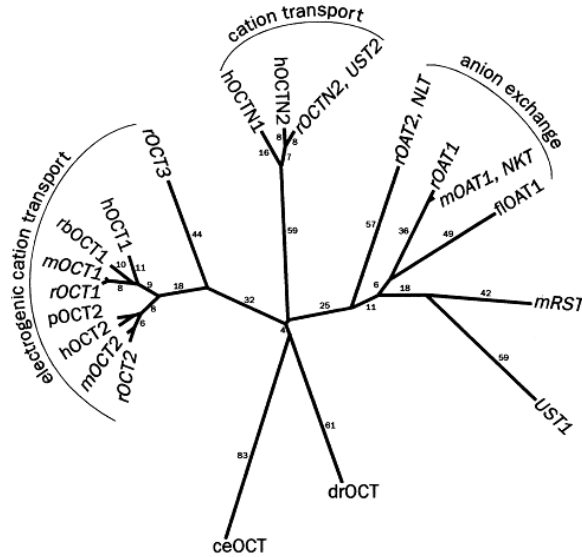 cation transport
anion exchange
electrogenic cation transport
hOCTN1
hOCTN2
rOCTN2, UST2
16
8
8
7
rOAT2, NLT
rOAT1
mOAT1, NKT
flOAT1
57
36
49
rOCT3
44
hOCT1
rbOCT1
mOCT1
rOCT1
pOCT2
hOCT2
mOCT2
rOCT2
10
11
8
9
18
8
6
59
32
4
25
11
6
18
42
mRST
59
UST1
83
61
drOCT
ceOCT